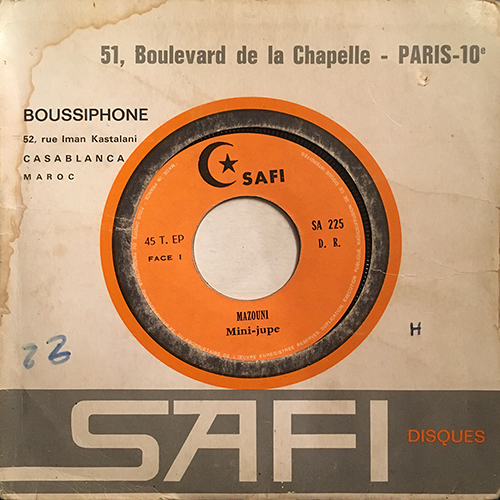 51, Boulevard de la Chapelle - PARIS-10e
BOUSSIPHONE
52, rue Iman Kastalani
CASABLANCA
MAROC
SAFI
45 T. EP
FACE 1
SA 225
D. R.
MAZOUNI
Mini-jupe
22
H
SAFI
DISQUES